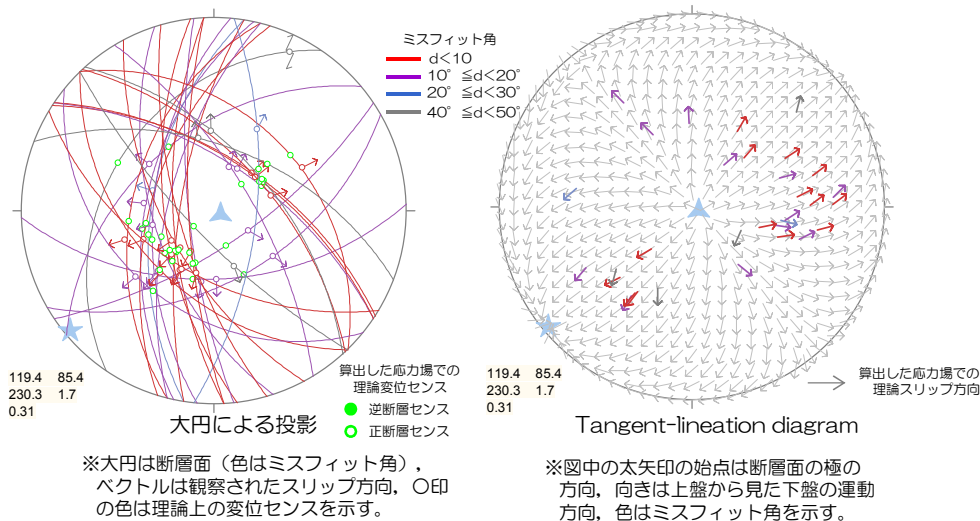 ミスフィット角
d<10
10° ≦d<20°
20° ≦d<30°
40° ≦d<50°
119.4 85.4
230.3 1.7
0.31
算出した応力場での
理論変位センス
逆断層センス
正断層センス
大円による投影
※大円は断層面（色はミスフィット角），
ベクトルは観察されたスリップ方向，〇印
の色は理論上の変位センスを示す。
119.4 85.4
230.3 1.7
0.31
算出した応力場での
理論スリップ方向
Tangent-lineation diagram
※図中の太矢印の始点は断層面の極の
方向，向きは上盤から見た下盤の運動
方向，色はミスフィット角を示す。